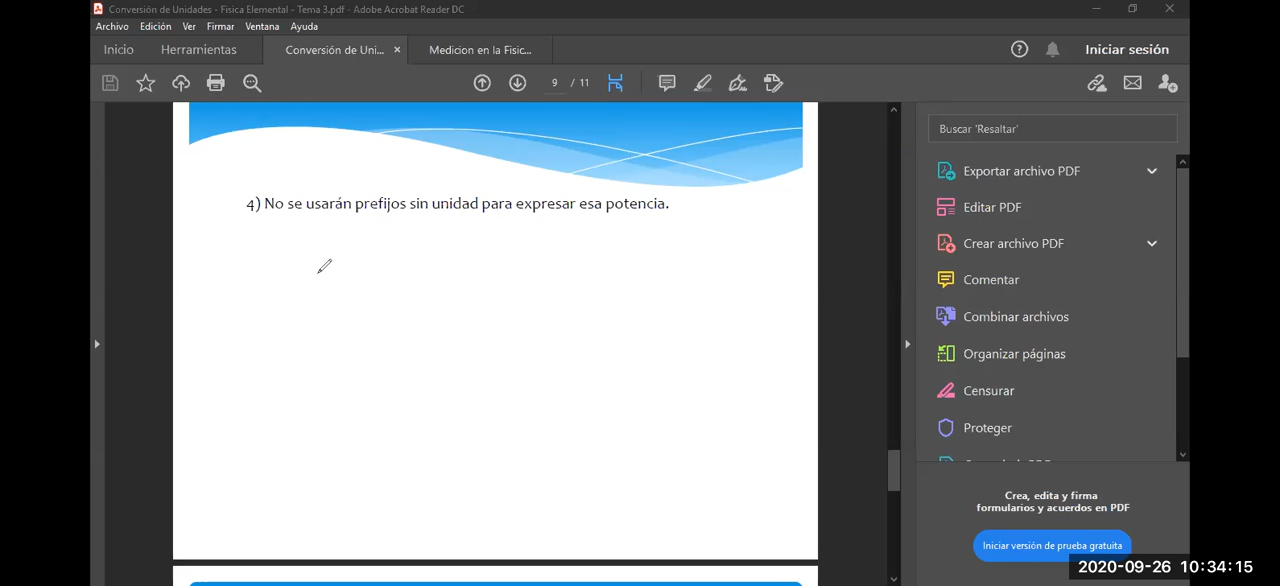 Conversión de Unidades - Fisica Elemental - Tema 3.pdf - Adobe Acrobat Reader DC
Archivo Edición Ver Firmar Ventana Ayuda
Inicio Herramientas Conversión de Uni... × Medicion en la Fisic... Iniciar sesión
9 / 11
4) No se usarán prefijos sin unidad para expresar esa potencia.
Buscar 'Resaltar'
Exportar archivo PDF
Editar PDF
Crear archivo PDF
Comentar
Combinar archivos
Organizar páginas
Censurar
Proteger
Crea, edita y firma
formularios y acuerdos en PDF
Iniciar versión de prueba gratuita
2020-09-26 10:34:15